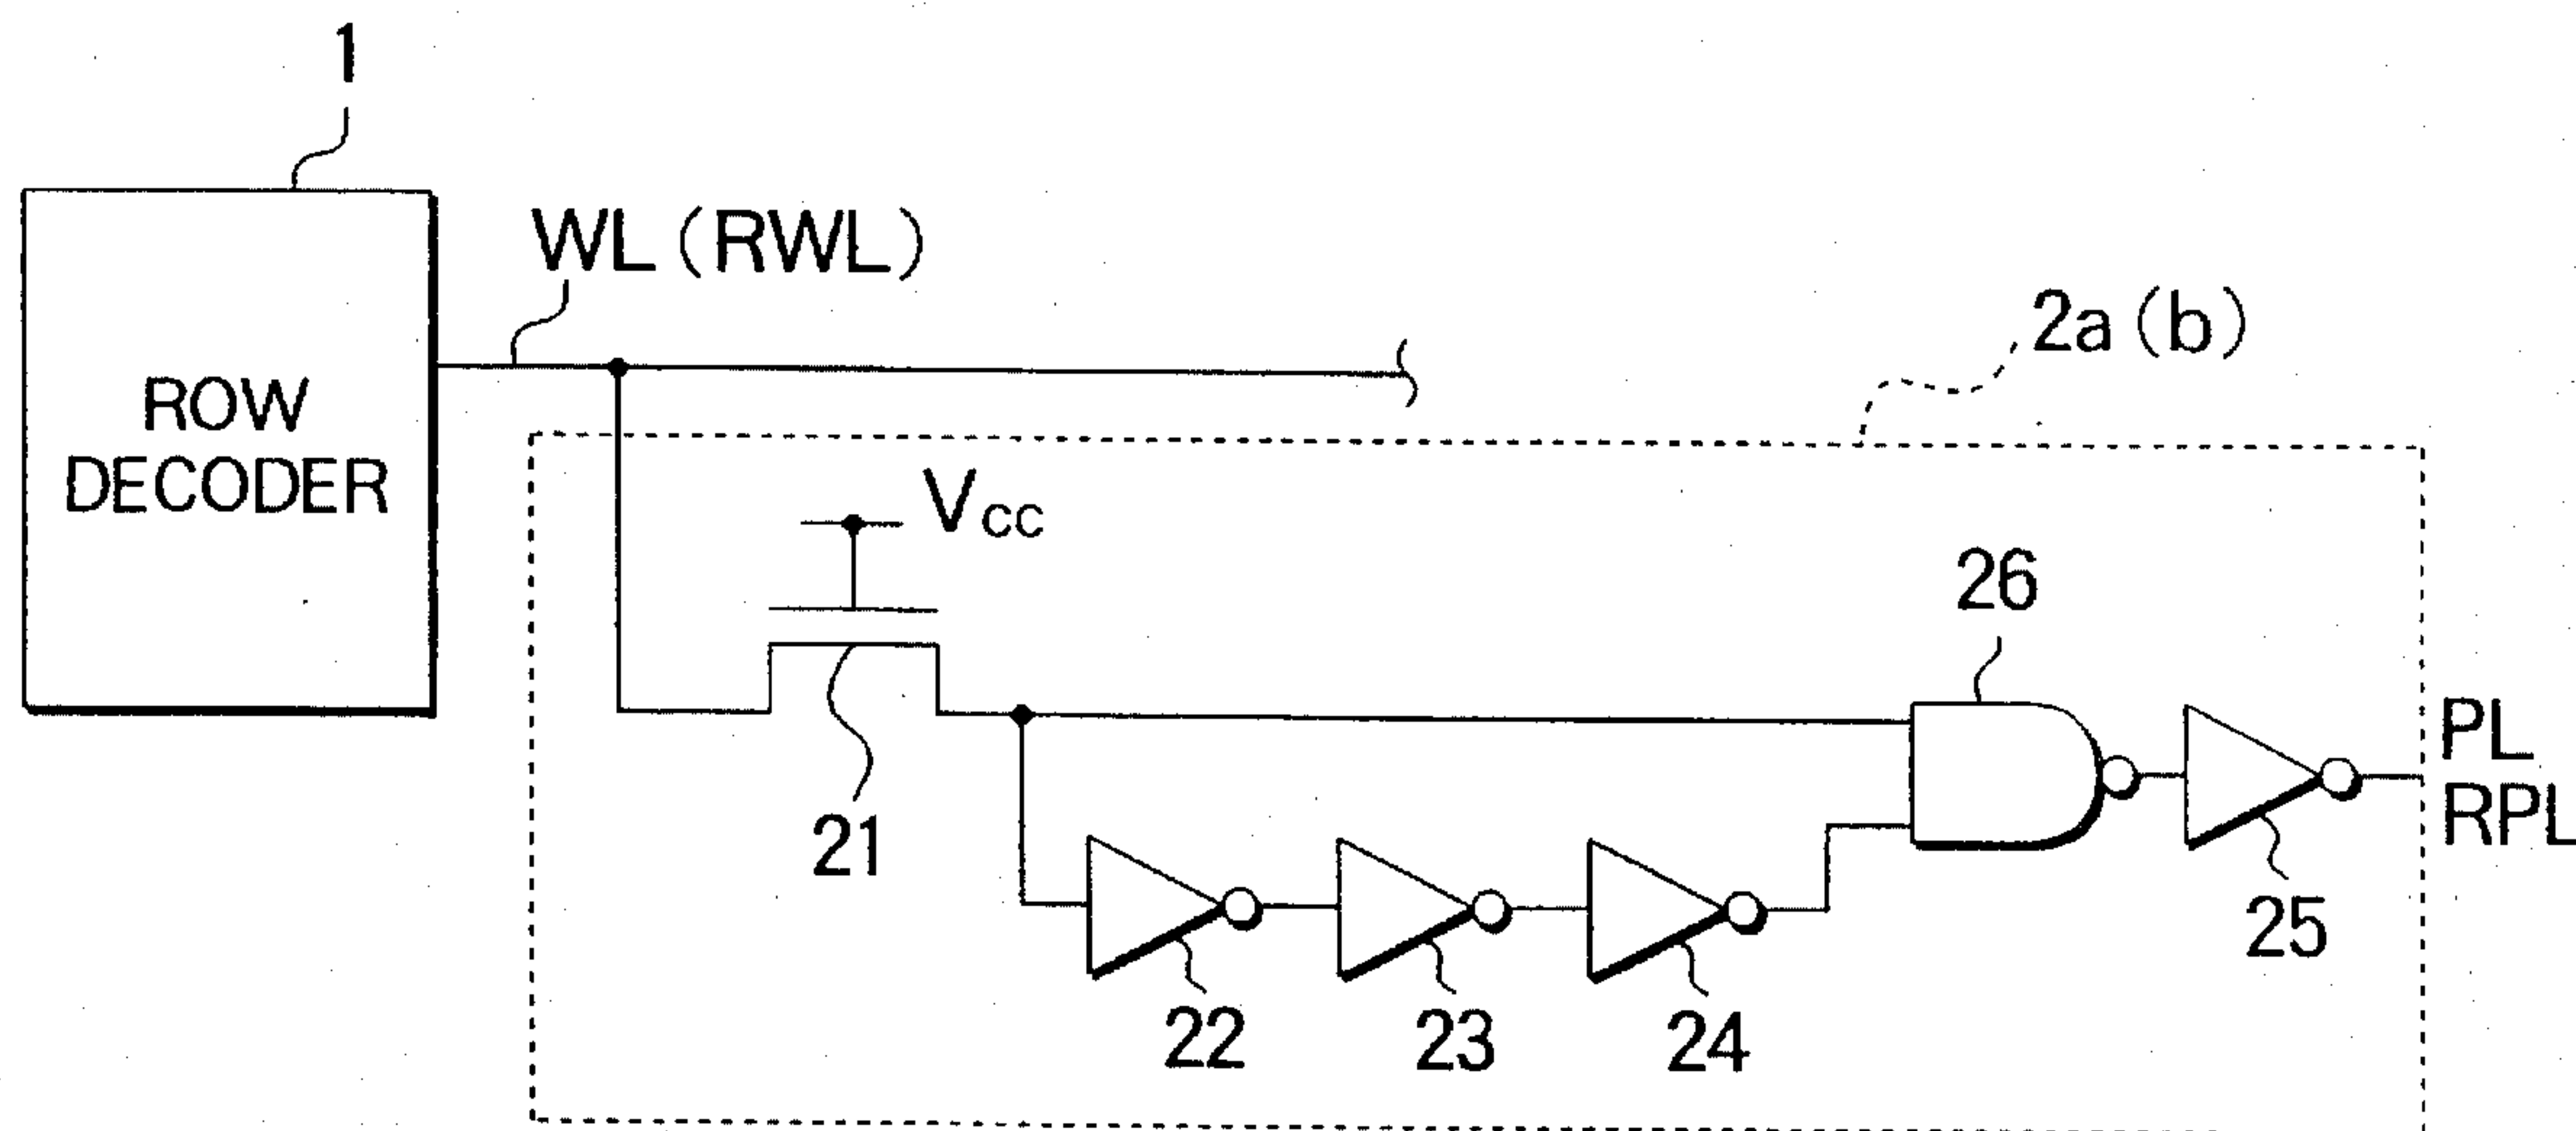 1
WL (RWL)
2a (b)
ROW
DECODER
Vcc
26
21
PL
RPL
25
22
23
24